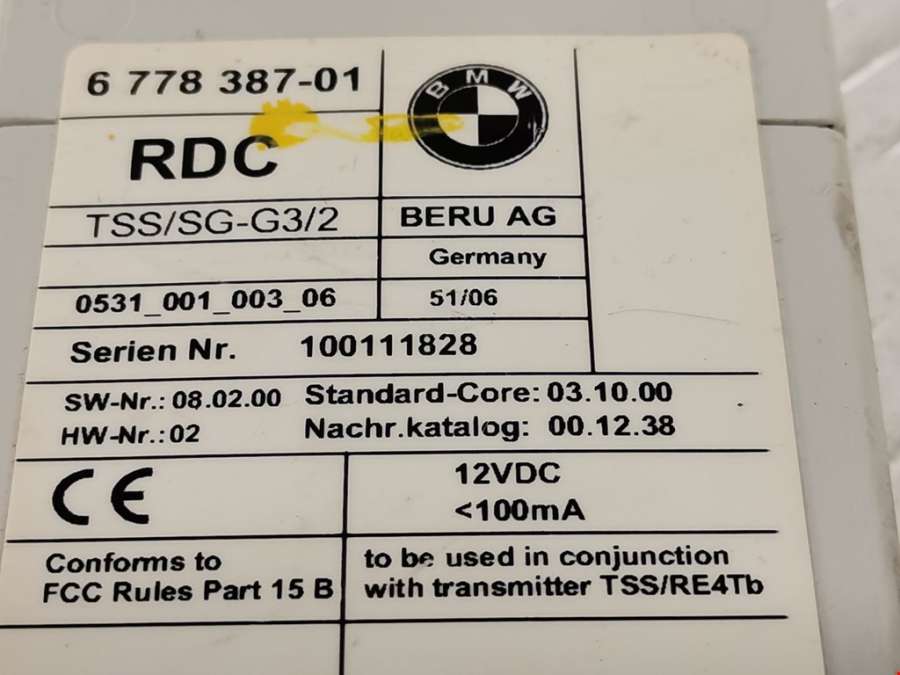 6 778 387-01
BMW
RDC
TSS/SG-G3/2
BERU AG
Germany
0531_001_003_06
51/06
Serien Nr. 100111828
SW-Nr.: 08.02.00 Standard-Core: 03.10.00
HW-Nr.: 02 Nachr.katalog: 00.12.38
CE
12VDC
<100mA
Conforms to
FCC Rules Part 15 B
to be used in conjunction
with transmitter TSS/RE4Tb